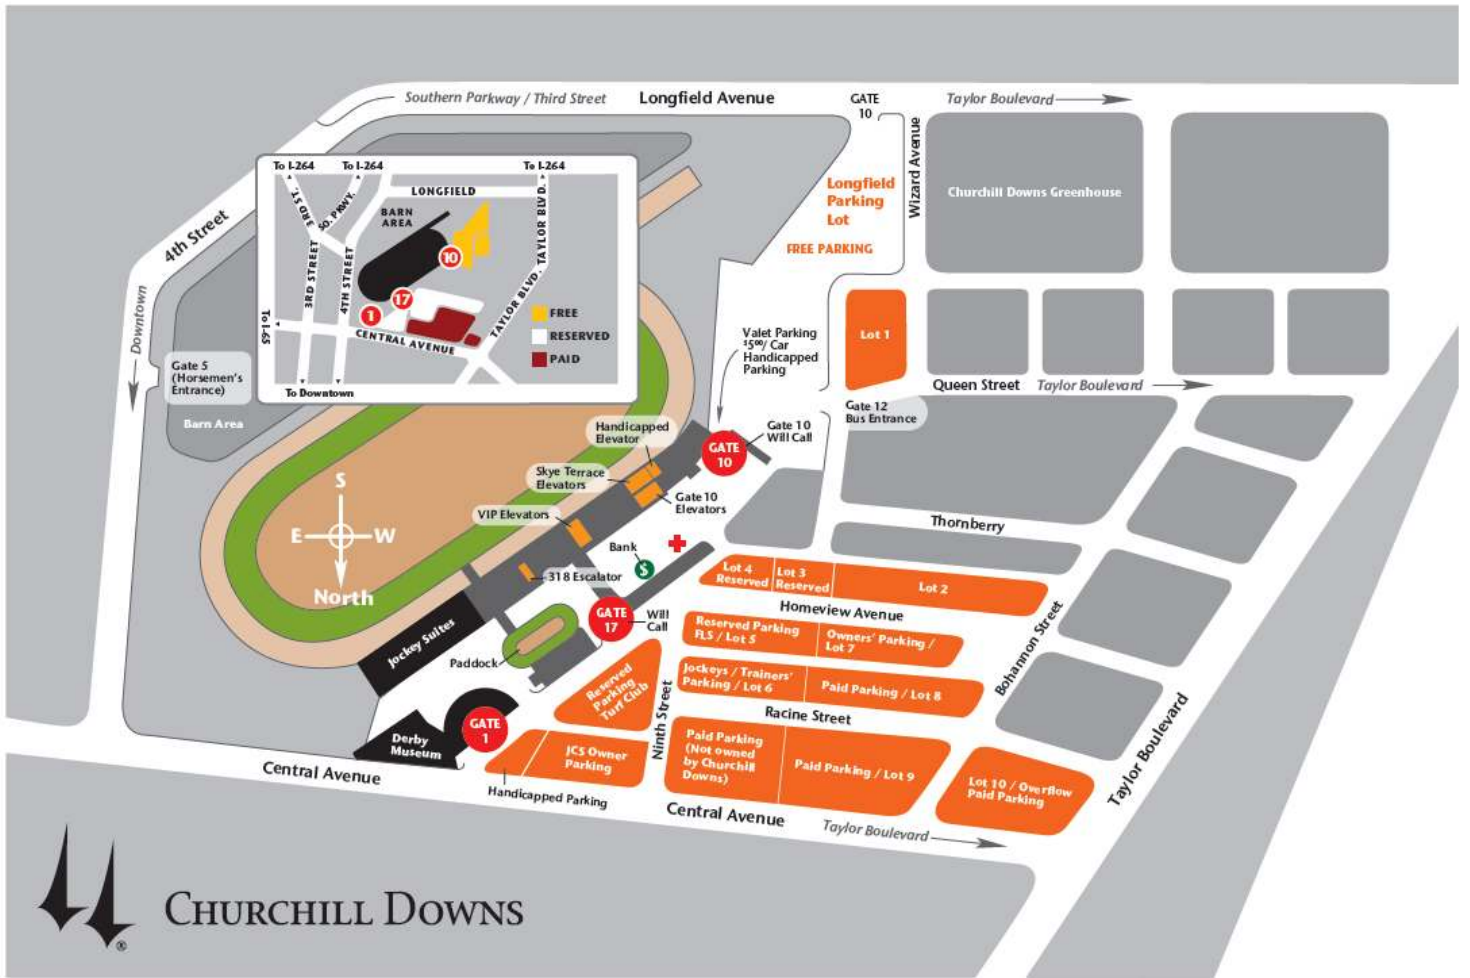 Southern Parkway / Third Street
Longfield Avenue
GATE
10
Taylor Boulevard
Wizard Avenue
Churchill Downs Greenhouse
Longfield
Parking
Lot
FREE PARKING
4th Street
Downtown
To I-264
To I-264
To I-264
3RD ST.
SO. PKWY.
LONGFIELD
BARN
AREA
TAYLOR BLVD.
TAYLOR BLVD.
TAYLOR BLVD.
3RD STREET
4TH STREET
10
17
1
To I-65
CENTRAL AVENUE
FREE
RESERVED
PAID
To Downtown
Gate 5
(Horsemen's
Entrance)
Barn Area
Valet Parking
$5⁰⁰/ Car
Handicapped
Parking
Lot 1
Queen Street
Taylor Boulevard
Gate 12
Bus Entrance
Gate 10
Will Call
GATE
10
Handicapped
Elevator
Skye Terrace
Elevators
Gate 10
Elevators
VIP Elevators
S
E
W
North
Bank
$
318 Escalator
Thornberry
Lot 4
Reserved
Lot 3
Reserved
Lot 2
Homeview Avenue
GATE
17
Will
Call
Jockey Suites
Paddock
Reserved Parking
FLS / Lot 5
Owners' Parking /
Lot 7
Bohannon Street
Reserved
Parking
Turf Club
Jockeys / Trainers'
Parking / Lot 6
Paid Parking / Lot 8
Racine Street
Ninth Street
GATE
1
Derby
Museum
JCS Owner
Parking
Paid Parking
(Not owned
by Churchill
Downs)
Paid Parking / Lot 9
Lot 10 / Overflow
Paid Parking
Taylor Boulevard
Central Avenue
Handicapped Parking
Central Avenue
Taylor Boulevard
CHURCHILL DOWNS
®